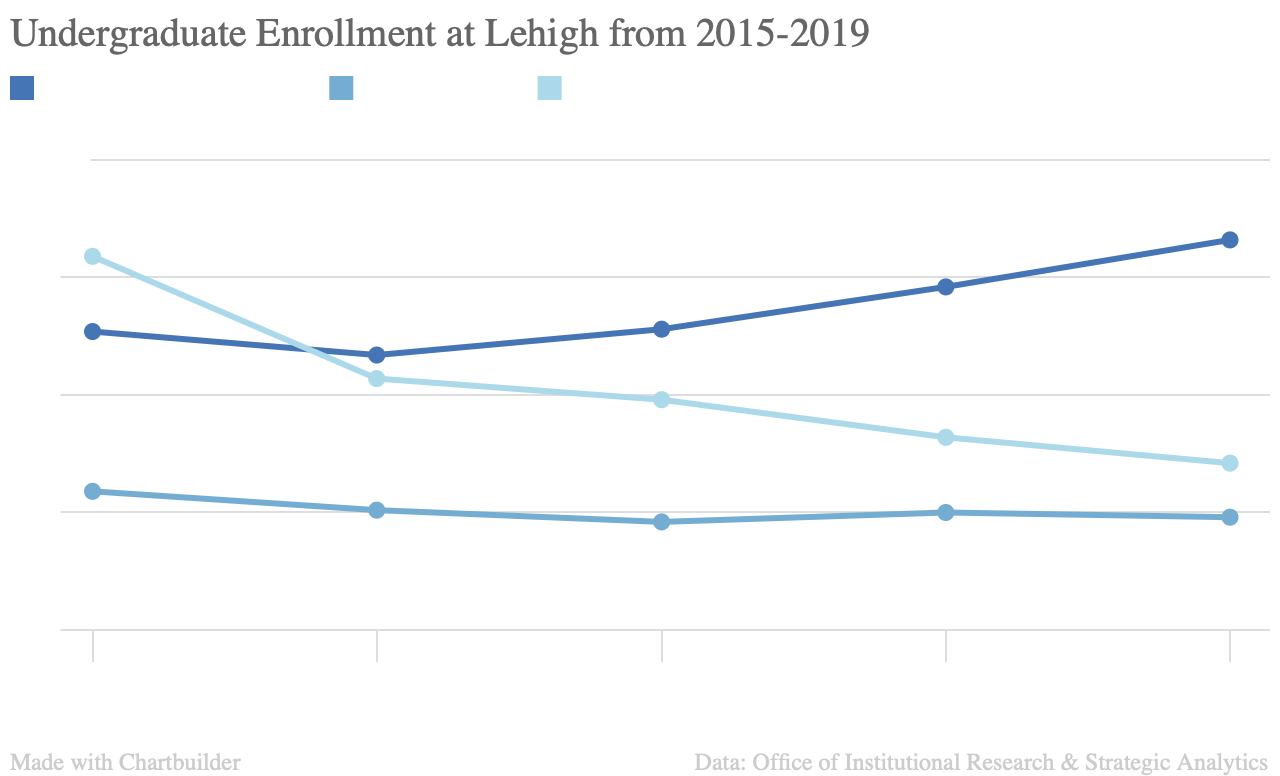 Undergraduate Enrollment at Lehigh from 2015-2019
Made with Chartbuilder
Data: Office of Institutional Research & Strategic Analytics